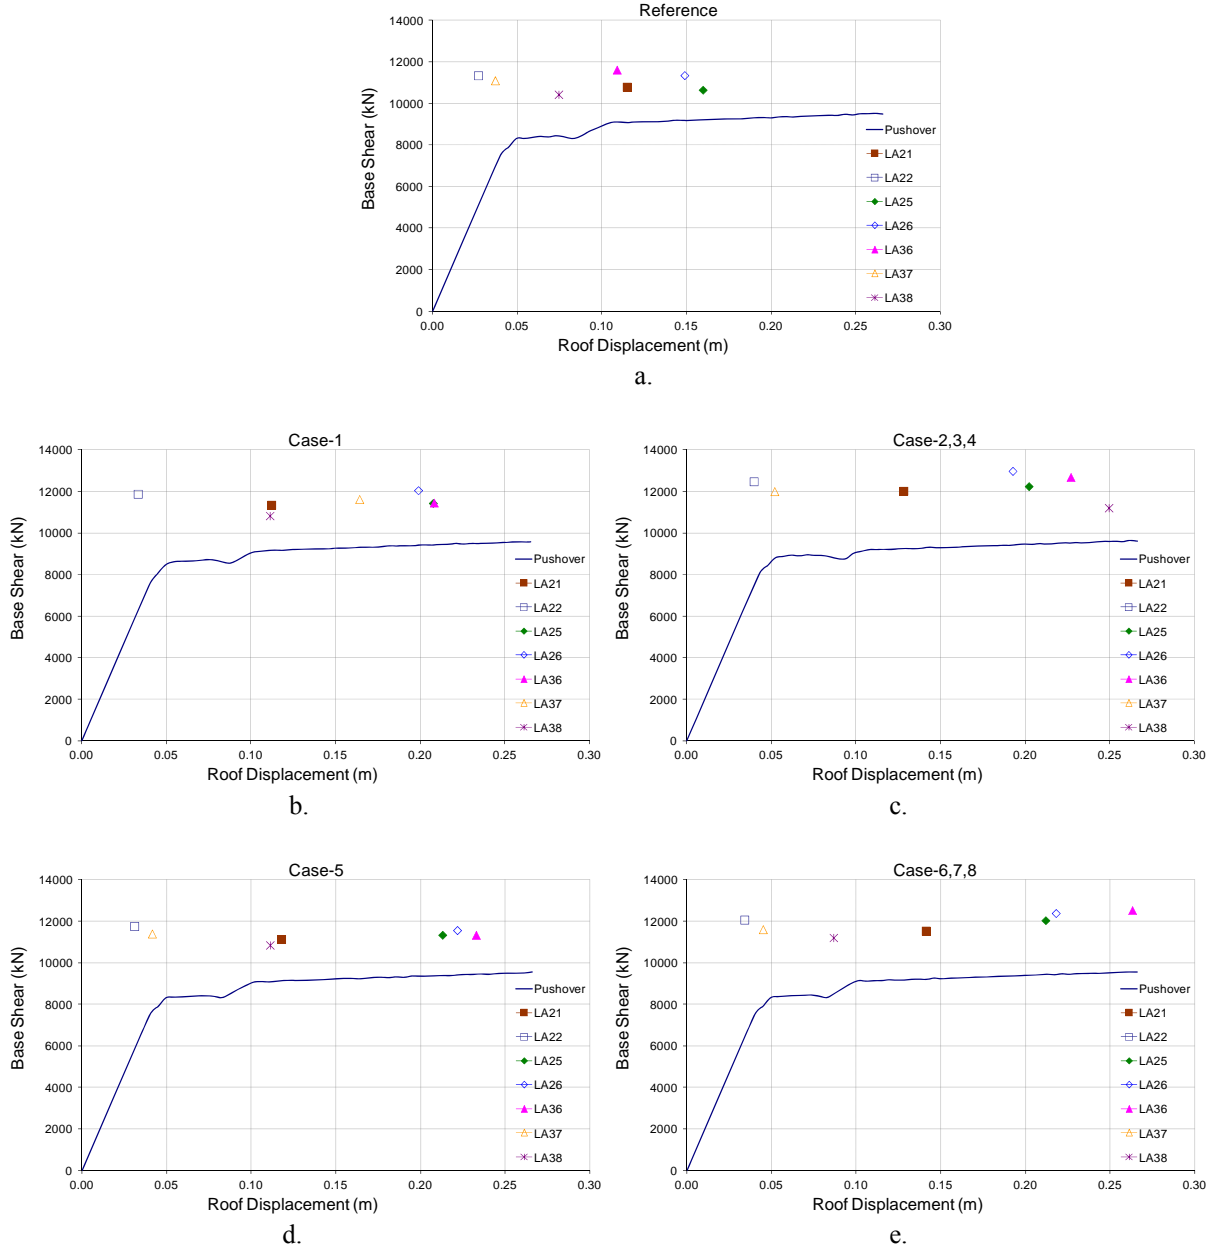 Reference
14000
12000
10000
8000
6000
4000
2000
0
Base Shear (kN)
Pushover
LA21
LA22
LA25
LA26
LA36
LA37
LA38
0.00 0.05 0.10 0.15 0.20 0.25 0.30
Roof Displacement (m)
a.
Case-1
14000
12000
10000
8000
6000
4000
2000
0
Base Shear (kN)
Pushover
LA21
LA22
LA25
LA26
LA36
LA37
LA38
0.00 0.05 0.10 0.15 0.20 0.25 0.30
Roof Displacement (m)
b.
Case-2,3,4
14000
12000
10000
8000
6000
4000
2000
0
Base Shear (kN)
Pushover
LA21
LA22
LA25
LA26
LA36
LA37
LA38
0.00 0.05 0.10 0.15 0.20 0.25 0.30
Roof Displacement (m)
c.
Case-5
14000
12000
10000
8000
6000
4000
2000
0
Base Shear (kN)
Pushover
LA21
LA22
LA25
LA26
LA36
LA37
LA38
0.00 0.05 0.10 0.15 0.20 0.25 0.30
Roof Displacement (m)
d.
Case-6,7,8
14000
12000
10000
8000
6000
4000
2000
0
Base Shear (kN)
Pushover
LA21
LA22
LA25
LA26
LA36
LA37
LA38
0.00 0.05 0.10 0.15 0.20 0.25 0.30
Roof Displacement (m)
e.